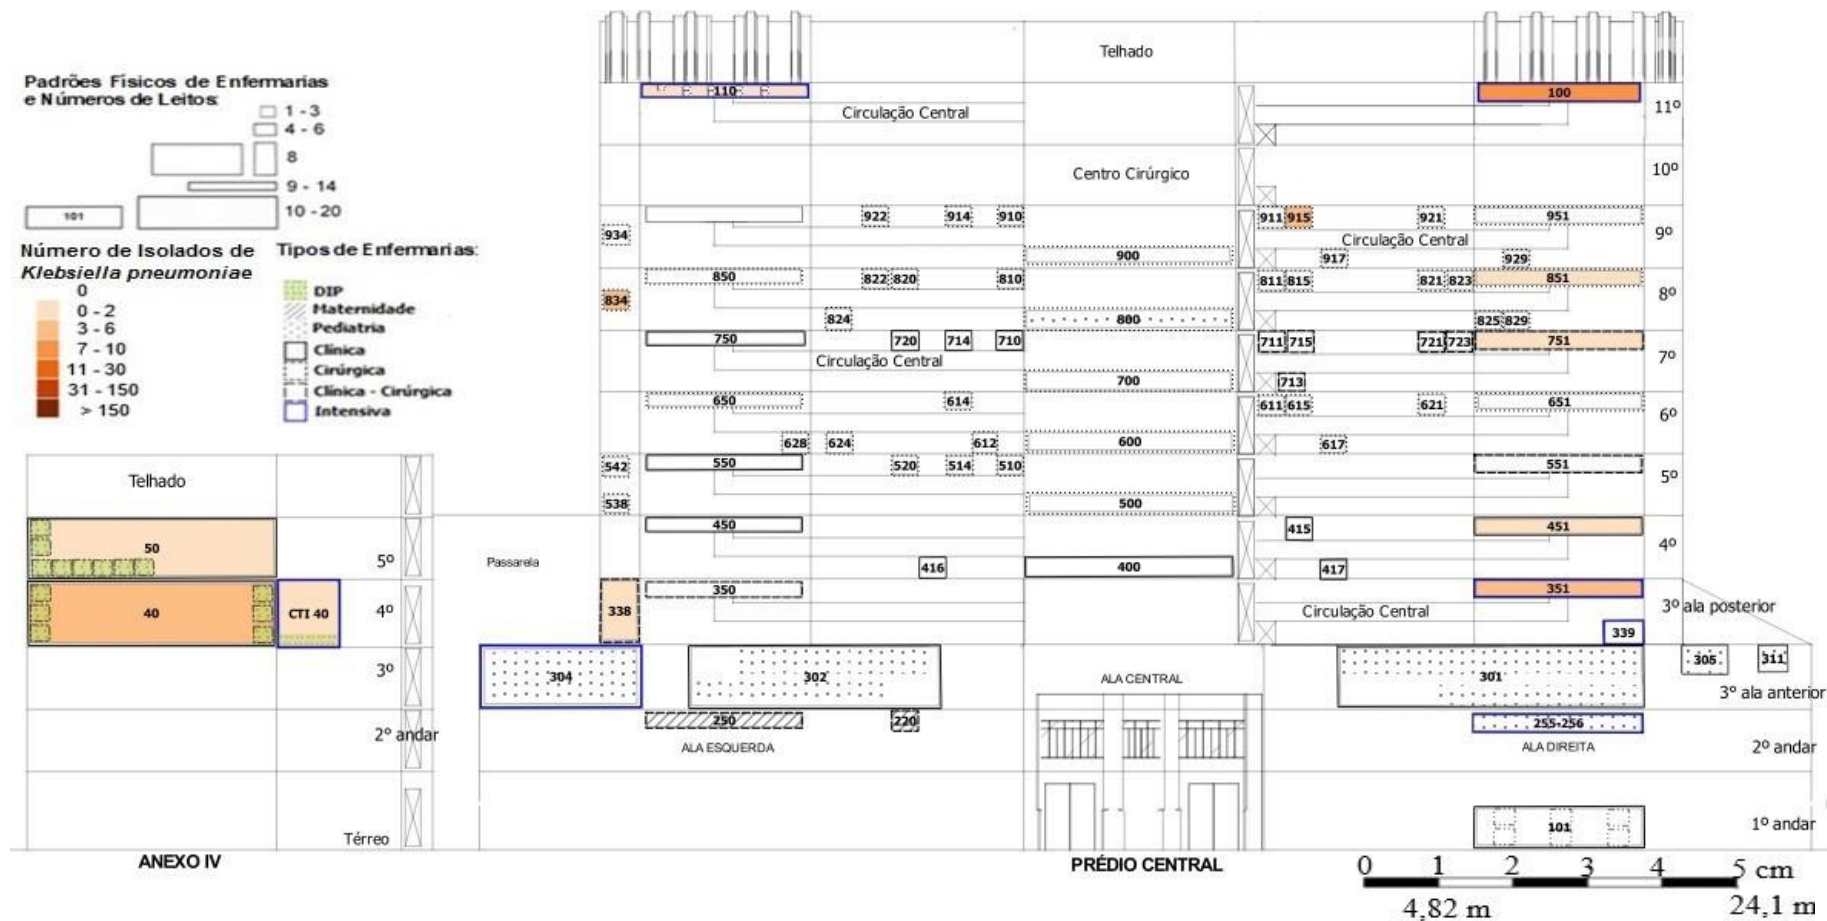 Telhado
Padrões Físicos de Enfermarias
e Números de Leitos:
1 - 3
4 - 6
8
9 - 14
101
10 - 20
Número de Isolados de
Klebsiella pneumoniae
0
0 - 2
3 - 6
7 - 10
11 - 30
31 - 150
> 150
Tipos de Enfermarias:
DIP
Maternidade
Pediatria
Clínica
Cirúrgica
Clínica - Cirúrgica
Intensiva
110
100
Circulação Central
11º
Centro Cirúrgico
10º
922 914 910 911 915 921 951
934 Circulação Central 9º
900 917 929
850 822 820 810 811 815 821 823 851
834 8º
824 800 825 829
750 720 714 710 711 715 721 723 751
Circulação Central 7º
700 713
650 614 611 615 621 651
6º
628 624 612 600 617
542 550 520 514 510 551
Telhado 5º
538 500
450 415 451
50 4º
5º Passarela
416 400 417
350 351
40 CTI 40 4º 338 Circulação Central 3º ala posterior
339
3º 304 302 ALA CENTRAL 301 305 311
3º ala anterior
250 220 255-256
2º andar ALA ESQUERDA ALA DIREITA 2º andar
Térreo 101 1º andar
ANEXO IV PRÉDIO CENTRAL
0 1 2 3 4 5 cm
4,82 m 24,1 m